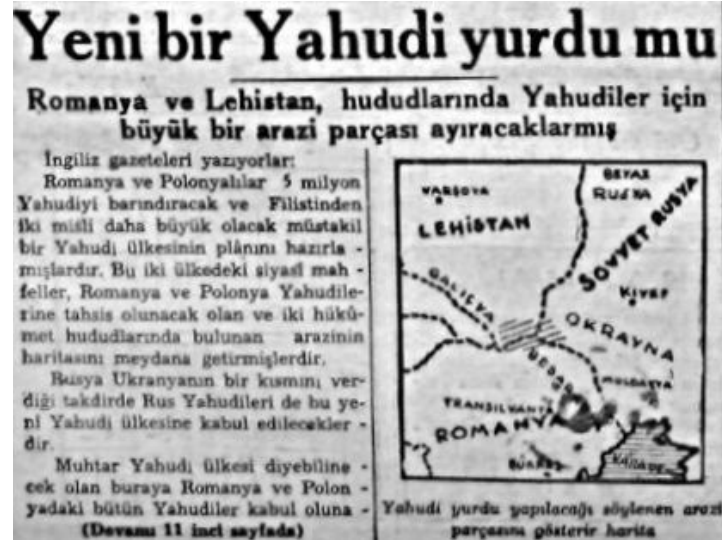 Yeni bir Yahudi yurdu mu
Romanya ve Lehistan, hududlarında Yahudiler için
büyük bir arazi parçası ayıracaklarmış
İngiliz gazeteleri yazıyorlar:
Romanya ve Polonyalılar 5 milyon
Yahudiyi barındıracak ve Filistinden
iki misli daha büyük olacak müstakil
bir Yahudi ülkesinin plânını hazırla -
mışlardır. Bu iki ülkedeki siyasî mah -
feller, Romanya ve Polonya Yahudile-
rine tahsis olunacak olan ve iki hükû-
met hududlarında bulunan arazinin
haritasını meydana getirmişlerdir.
Rusya Ukranyanın bir kısmını ver-
diği takdirde Rus Yahudileri de bu ye-
ni Yahudi ülkesine kabul edilecekler -
dir.
Muhtar Yahudi ülkesi diyebiline -
cek olan buraya Romanya ve Polon -
yadaki bütün Yahudiler kabul oluna -
(Devamı 11 inci sayfada)
VARŞOVA
BEYAZ
RUSYA
LEHİSTAN
SOVYET RUSYA
GALİÇYA
KİYEF
OKRAYNA
BESAR
MOLDAVYA
TRANSİLVANYA
ROMANYA
BÜKREŞ
KARADE
Yahudi yurdu yapılacağı söylenen arazi
parçasını gösterir harita